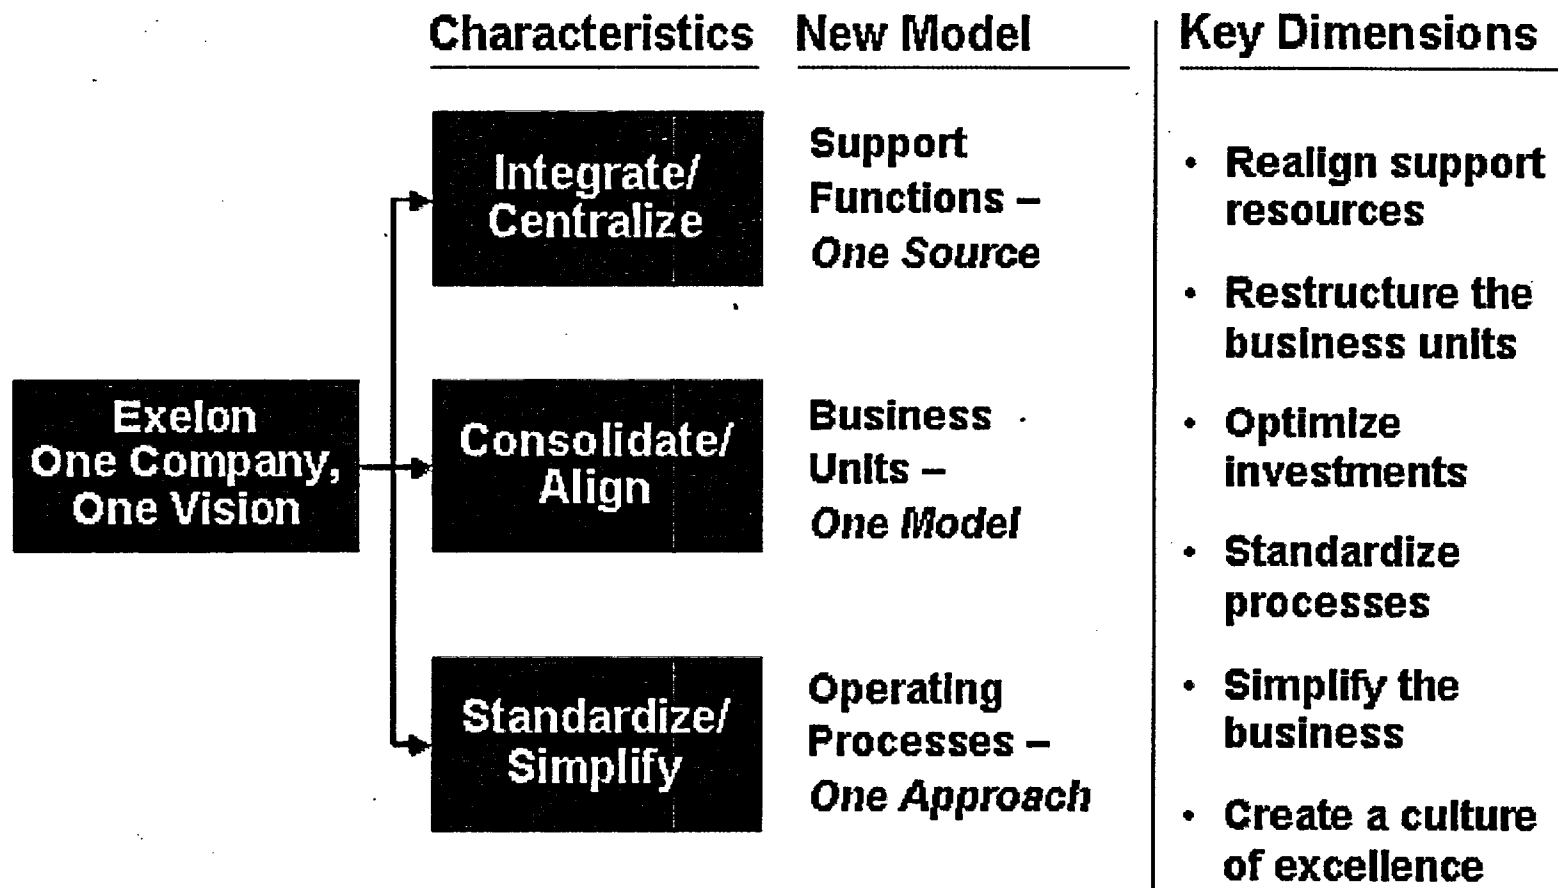 Characteristics
New Model
Key Dimensions
Exelon
One Company,
One Vision
Integrate/
Centralize
Support
Functions –
One Source
Consolidate/
Align
Business
Units –
One Model
Standardize/
Simplify
Operating
Processes –
One Approach
• Realign support
resources
• Restructure the
business units
• Optimize
investments
• Standardize
processes
• Simplify the
business
• Create a culture
of excellence